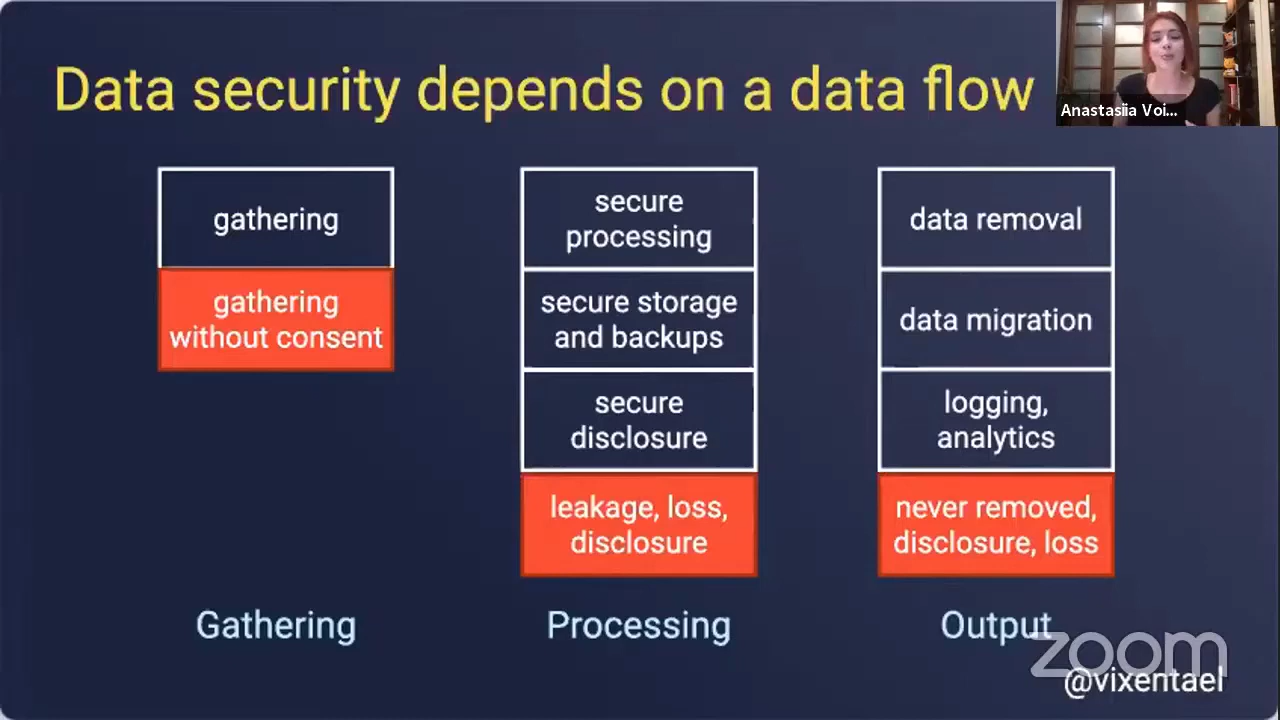 Data security depends on a data flow
Anastasiia Voi...
gathering
gathering
without consent
secure
processing
secure storage
and backups
secure
disclosure
leakage, loss,
disclosure
data removal
data migration
logging,
analytics
never removed,
disclosure, loss
Gathering
Processing
Output
zoom
@vixentael